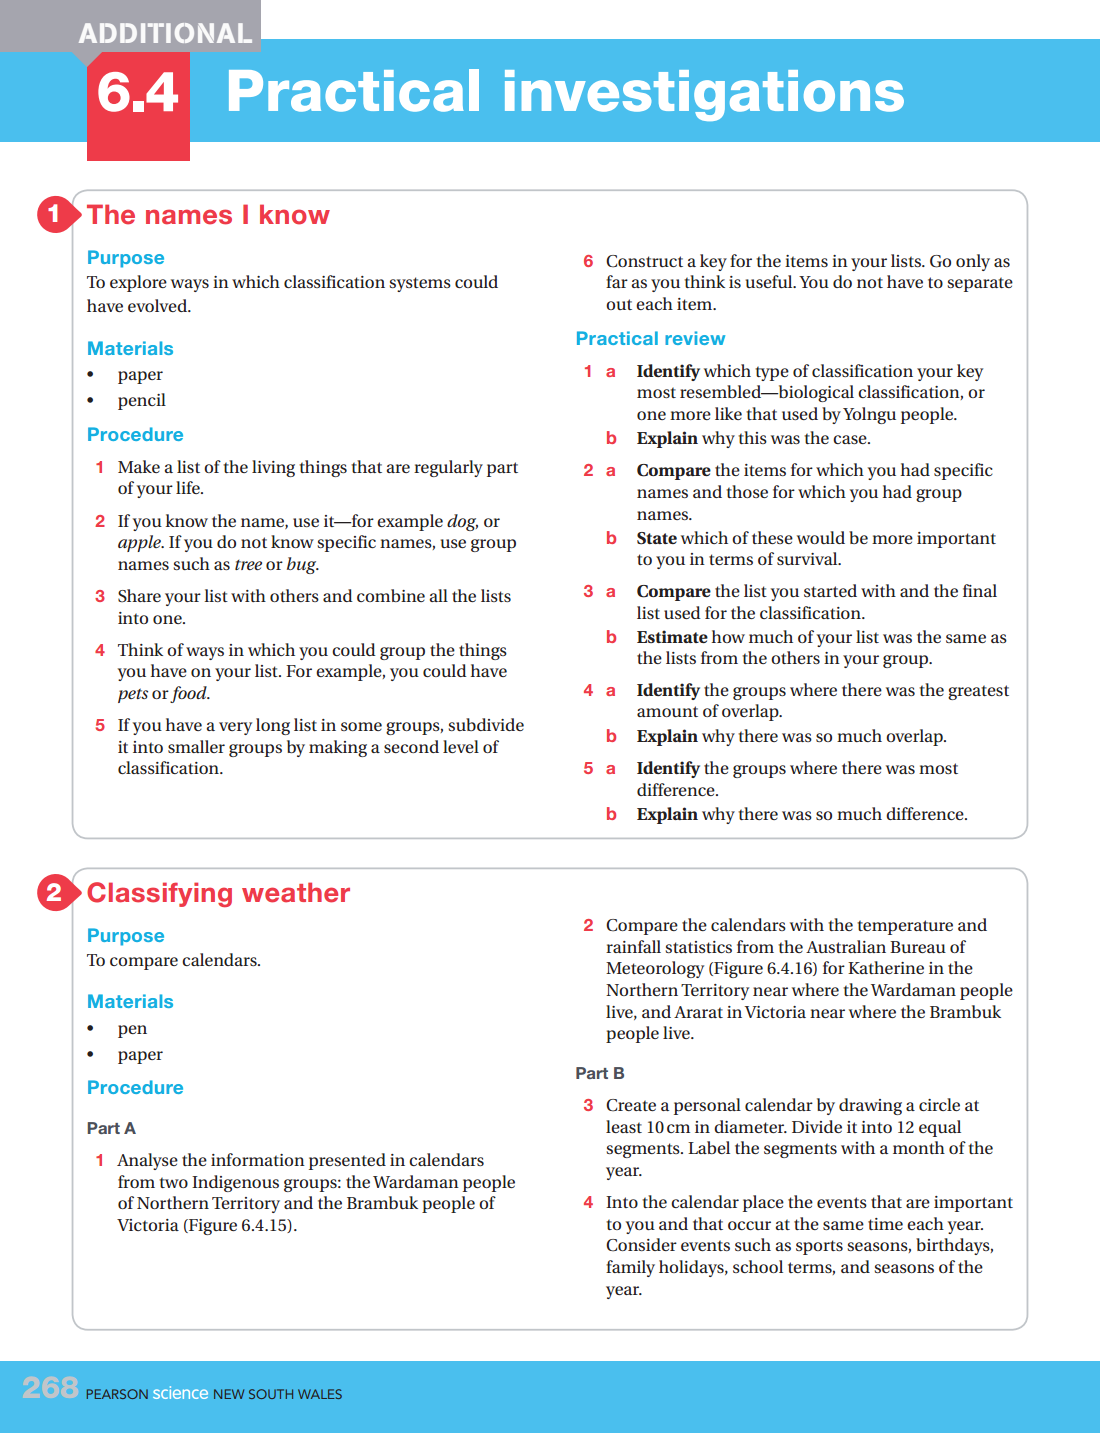 ADDITIONAL
6.4 Practical investigations
1 The names I know
Purpose
To explore ways in which classification systems could
have evolved.
Materials
• paper
• pencil
Procedure
1 Make a list of the living things that are regularly part
of your life.
2 If you know the name, use it—for example dog, or
apple. If you do not know specific names, use group
names such as tree or bug.
3 Share your list with others and combine all the lists
into one.
4 Think of ways in which you could group the things
you have on your list. For example, you could have
pets or food.
5 If you have a very long list in some groups, subdivide
it into smaller groups by making a second level of
classification.
6 Construct a key for the items in your lists. Go only as
far as you think is useful. You do not have to separate
out each item.
Practical review
1 a Identify which type of classification your key
most resembled—biological classification, or
one more like that used by Yolngu people.
b Explain why this was the case.
2 a Compare the items for which you had specific
names and those for which you had group
names.
b State which of these would be more important
to you in terms of survival.
3 a Compare the list you started with and the final
list used for the classification.
b Estimate how much of your list was the same as
the lists from the others in your group.
4 a Identify the groups where there was the greatest
amount of overlap.
b Explain why there was so much overlap.
5 a Identify the groups where there was most
difference.
b Explain why there was so much difference.
2 Classifying weather
Purpose
To compare calendars.
Materials
• pen
• paper
Procedure
Part A
1 Analyse the information presented in calendars
from two Indigenous groups: the Wardaman people
of Northern Territory and the Brambuk people of
Victoria (Figure 6.4.15).
2 Compare the calendars with the temperature and
rainfall statistics from the Australian Bureau of
Meteorology (Figure 6.4.16) for Katherine in the
Northern Territory near where the Wardaman people
live, and Ararat in Victoria near where the Brambuk
people live.
Part B
3 Create a personal calendar by drawing a circle at
least 10 cm in diameter. Divide it into 12 equal
segments. Label the segments with a month of the
year.
4 Into the calendar place the events that are important
to you and that occur at the same time each year.
Consider events such as sports seasons, birthdays,
family holidays, school terms, and seasons of the
year.
268 PEARSON science NEW SOUTH WALES